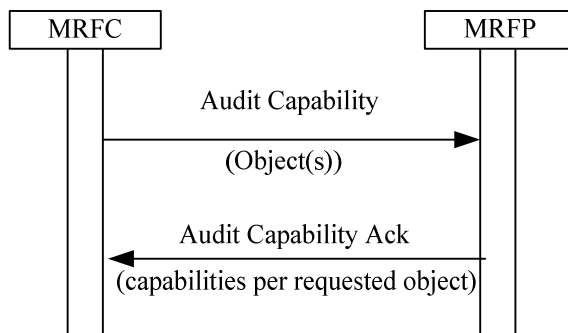 MRFC
MRFP
Audit Capability
(Object(s))
Audit Capability Ack
(capabilities per requested object)